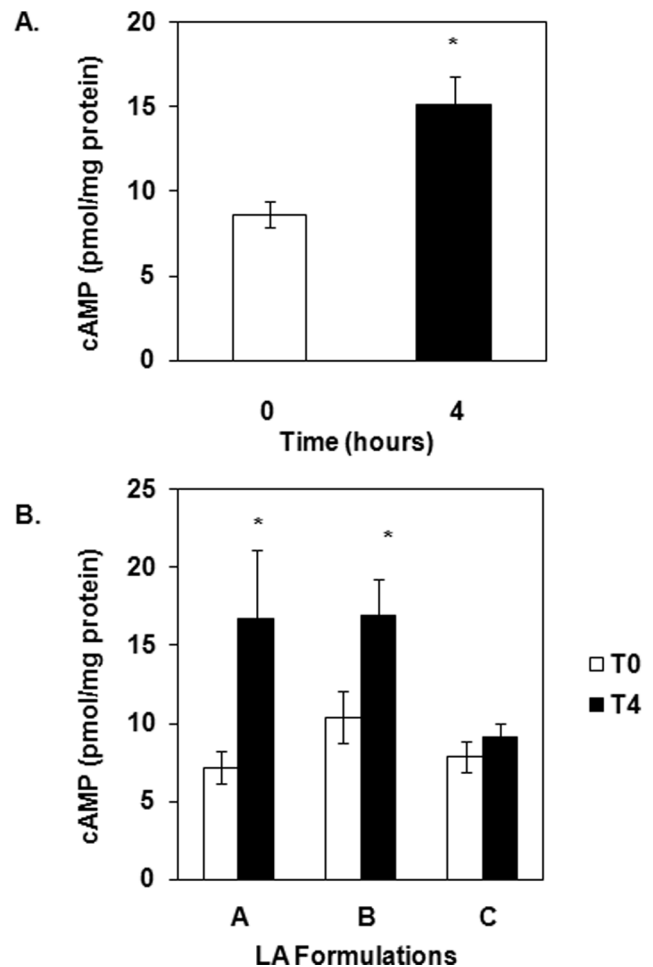 A.
cAMP (pmol/mg protein)
20
15
10
5
0
*
0 4
Time (hours)
B.
cAMP (pmol/mg protein)
25
20
15
10
5
0
* *
T0
T4
A B C
LA Formulations